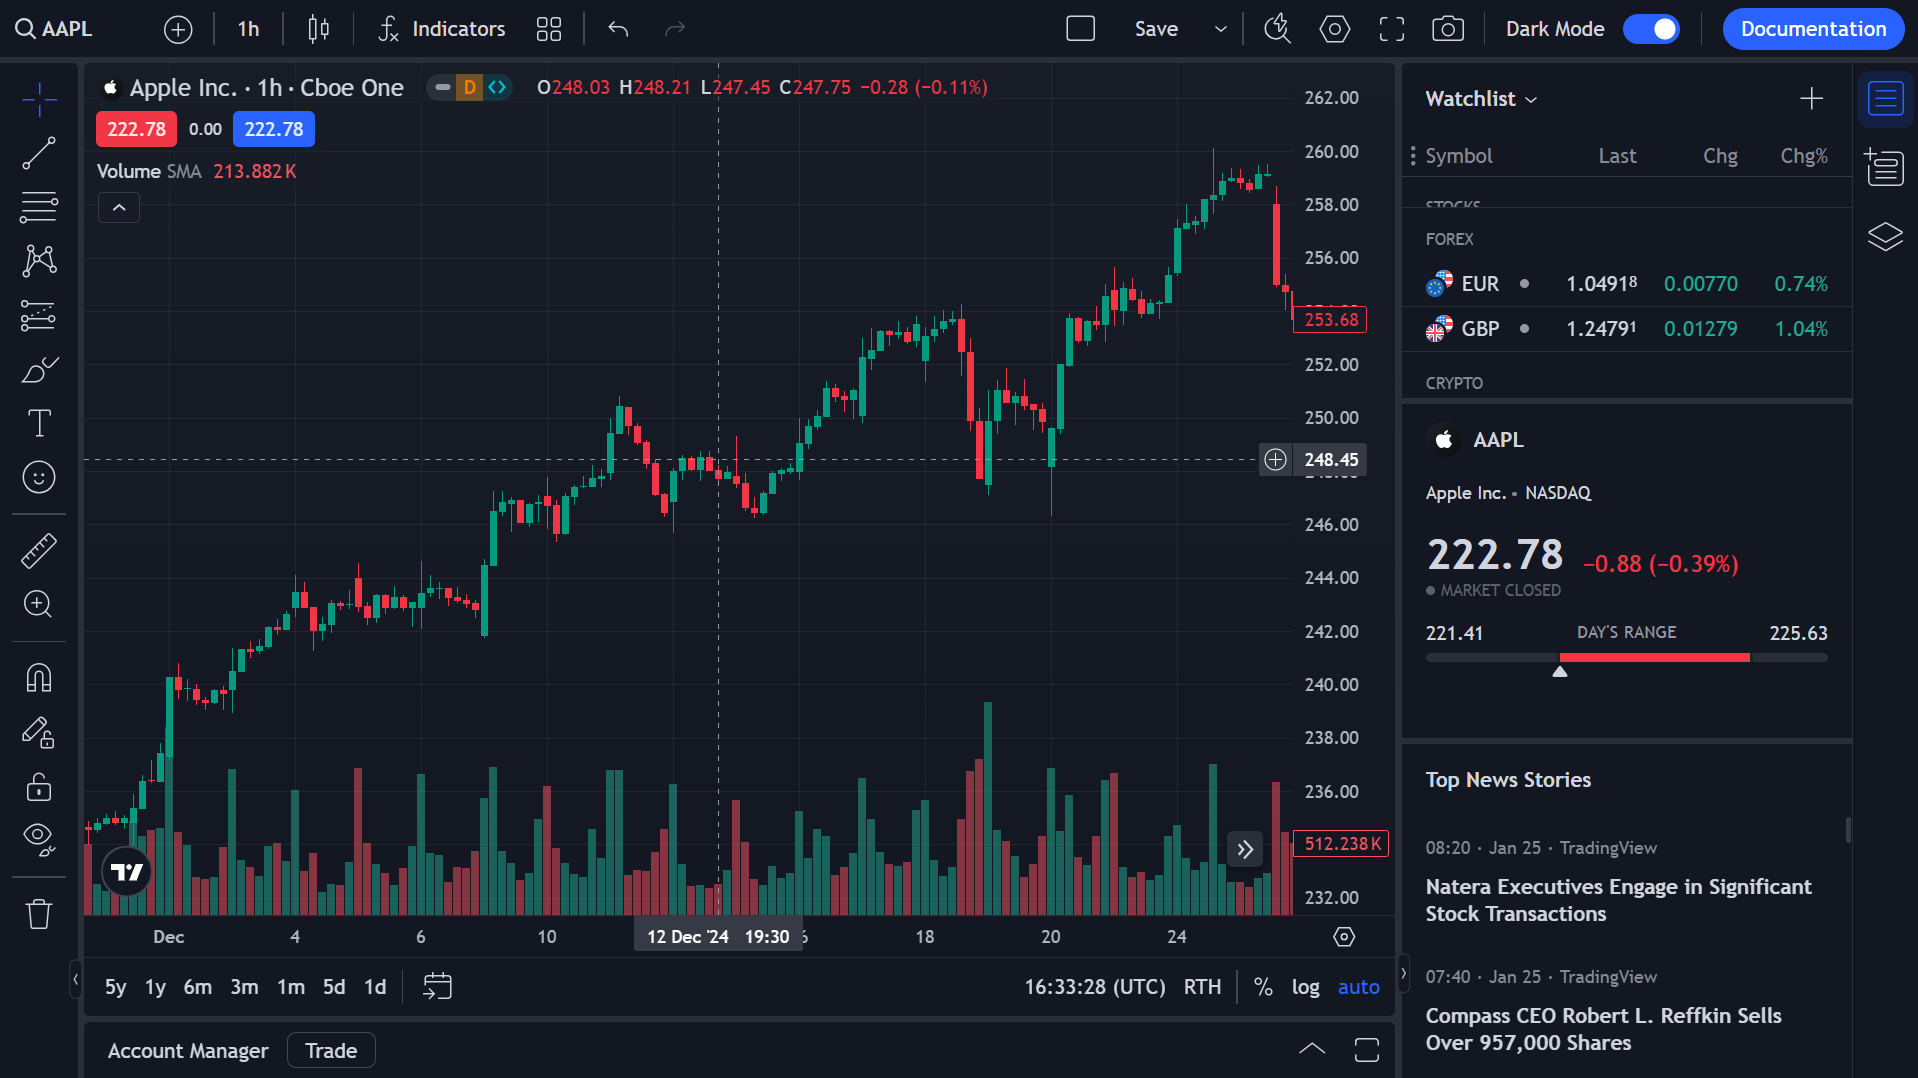 AAPL 1h Indicators Save Dark Mode Documentation
Apple Inc. · 1h · Cboe One D O248.03 H248.21 L247.45 C247.75 −0.28 (−0.11%)
222.78 0.00 222.78
Volume SMA 213.882 K
262.00
260.00
258.00
256.00
253.68
252.00
250.00
248.45
246.00
244.00
242.00
240.00
238.00
236.00
512.238 K
232.00
Dec 4 6 10 12 Dec '24 19:30 18 20 24
5y 1y 6m 3m 1m 5d 1d 16:33:28 (UTC) RTH % log auto
Account Manager Trade
Watchlist
Symbol Last Chg Chg%
STOCKS
FOREX
EUR 1.04918 0.00770 0.74%
GBP 1.24791 0.01279 1.04%
CRYPTO
AAPL
Apple Inc. • NASDAQ
222.78 −0.88 (−0.39%)
MARKET CLOSED
221.41 DAY'S RANGE 225.63
Top News Stories
08:20 · Jan 25 · TradingView
Natera Executives Engage in Significant
Stock Transactions
07:40 · Jan 25 · TradingView
Compass CEO Robert L. Reffkin Sells
Over 957,000 Shares